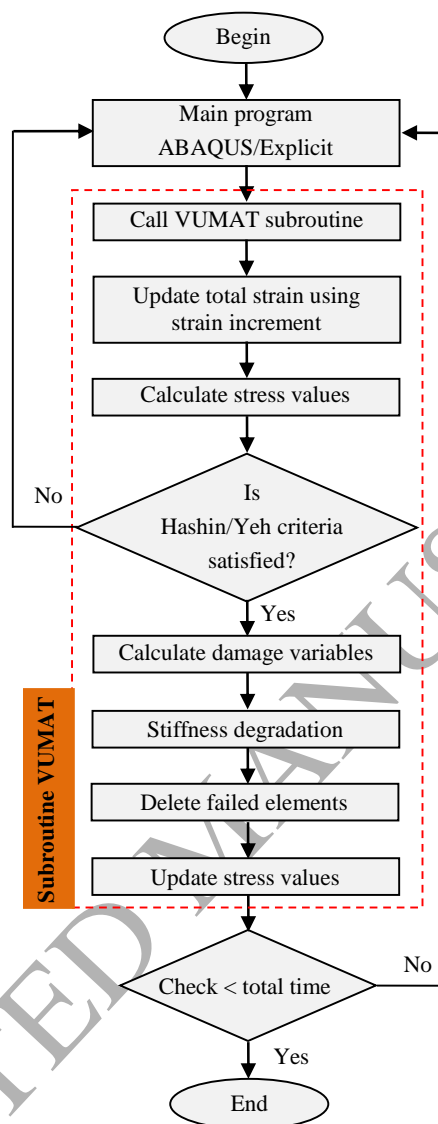 Begin
Main program
ABAQUS/Explicit
Call VUMAT subroutine
Update total strain using
strain increment
Calculate stress values
No
Is
Hashin/Yeh criteria
satisfied?
Yes
Calculate damage variables
Stiffness degradation
Delete failed elements
Update stress values
Subroutine VUMAT
Check < total time
No
Yes
End
TED MANUS